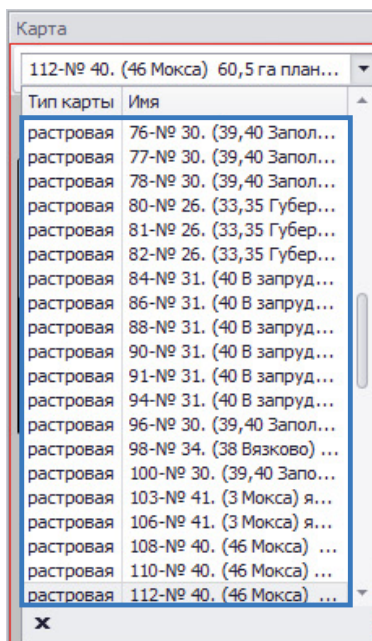 Карта
112-№ 40. (46 Мокса) 60,5 га план...
Тип карты Имя
растровая 76-№ 30. (39,40 Запол...
растровая 77-№ 30. (39,40 Запол...
растровая 78-№ 30. (39,40 Запол...
растровая 80-№ 26. (33,35 Губер...
растровая 81-№ 26. (33,35 Губер...
растровая 82-№ 26. (33,35 Губер...
растровая 84-№ 31. (40 В запруд...
растровая 86-№ 31. (40 В запруд...
растровая 88-№ 31. (40 В запруд...
растровая 90-№ 31. (40 В запруд...
растровая 91-№ 31. (40 В запруд...
растровая 94-№ 31. (40 В запруд...
растровая 96-№ 30. (39,40 Запол...
растровая 98-№ 34. (38 Вязково) ...
растровая 100-№ 30. (39,40 Запо...
растровая 103-№ 41. (3 Мокса) я...
растровая 106-№ 41. (3 Мокса) я...
растровая 108-№ 40. (46 Мокса) ...
растровая 110-№ 40. (46 Мокса) ...
растровая 112-№ 40. (46 Мокса) ...
x